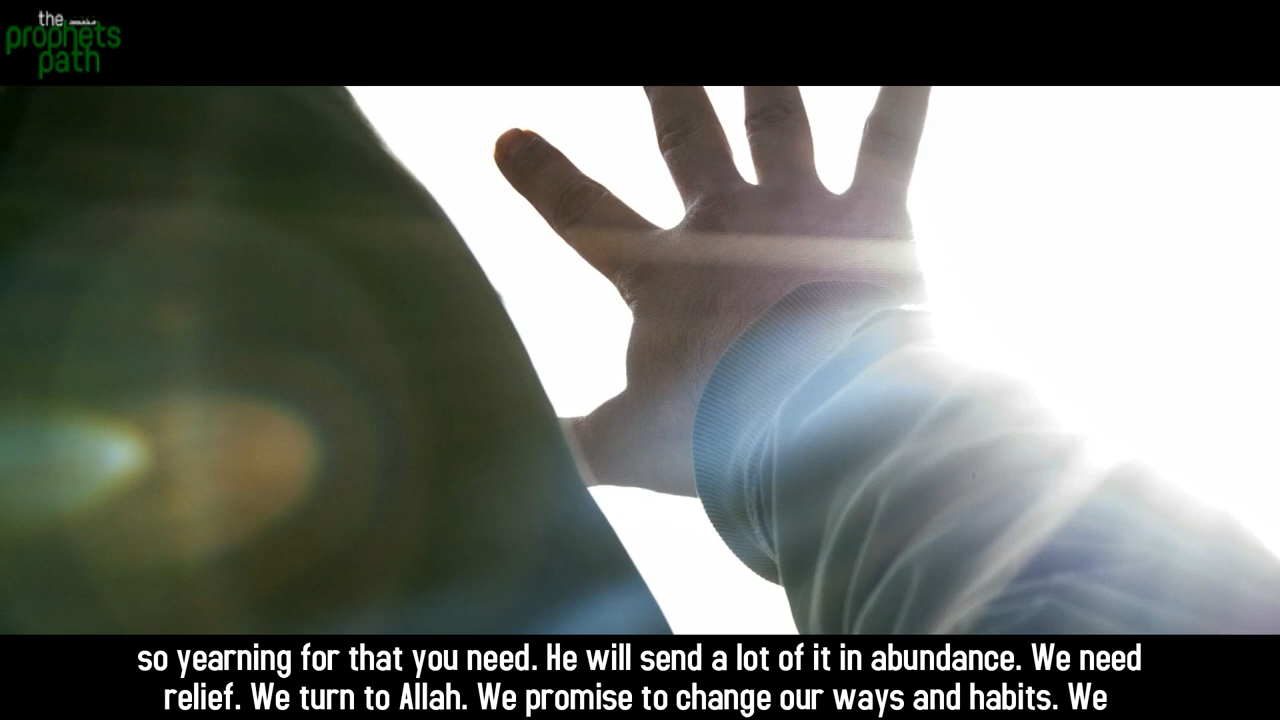 the
prophets
path
so yearning for that you need. He will send a lot of it in abundance. We need
relief. We turn to Allah. We promise to change our ways and habits. We